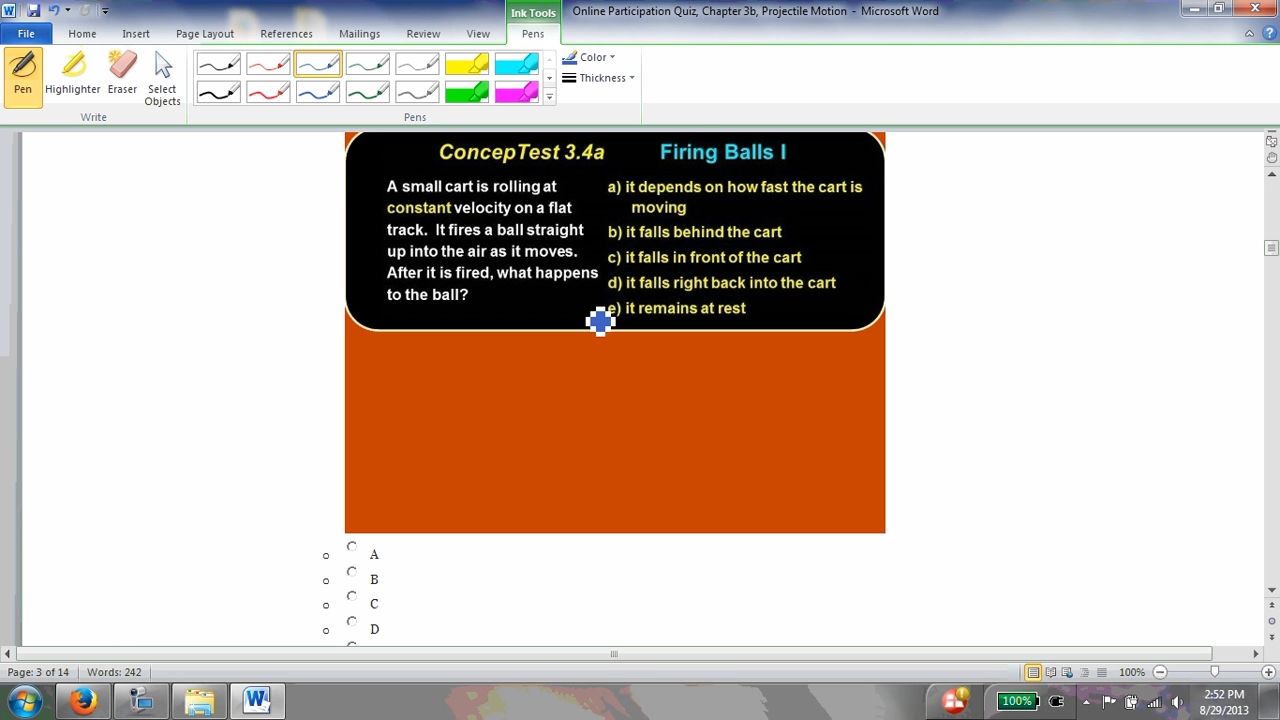 Ink Tools
Online Participation Quiz, Chapter 3b, Projectile Motion - Microsoft Word
File Home Insert Page Layout References Mailings Review View Pens
Pen
Highlighter
Eraser
Select
Objects
Color
Thickness
Write
Pens
ConcepTest 3.4a
Firing Balls I
A small cart is rolling at
constant velocity on a flat
track. It fires a ball straight
up into the air as it moves.
After it is fired, what happens
to the ball?
a) it depends on how fast the cart is
moving
b) it falls behind the cart
c) it falls in front of the cart
d) it falls right back into the cart
e) it remains at rest
A
B
C
D
Page: 3 of 14 Words: 242
100%
100%
2:52 PM
8/29/2013